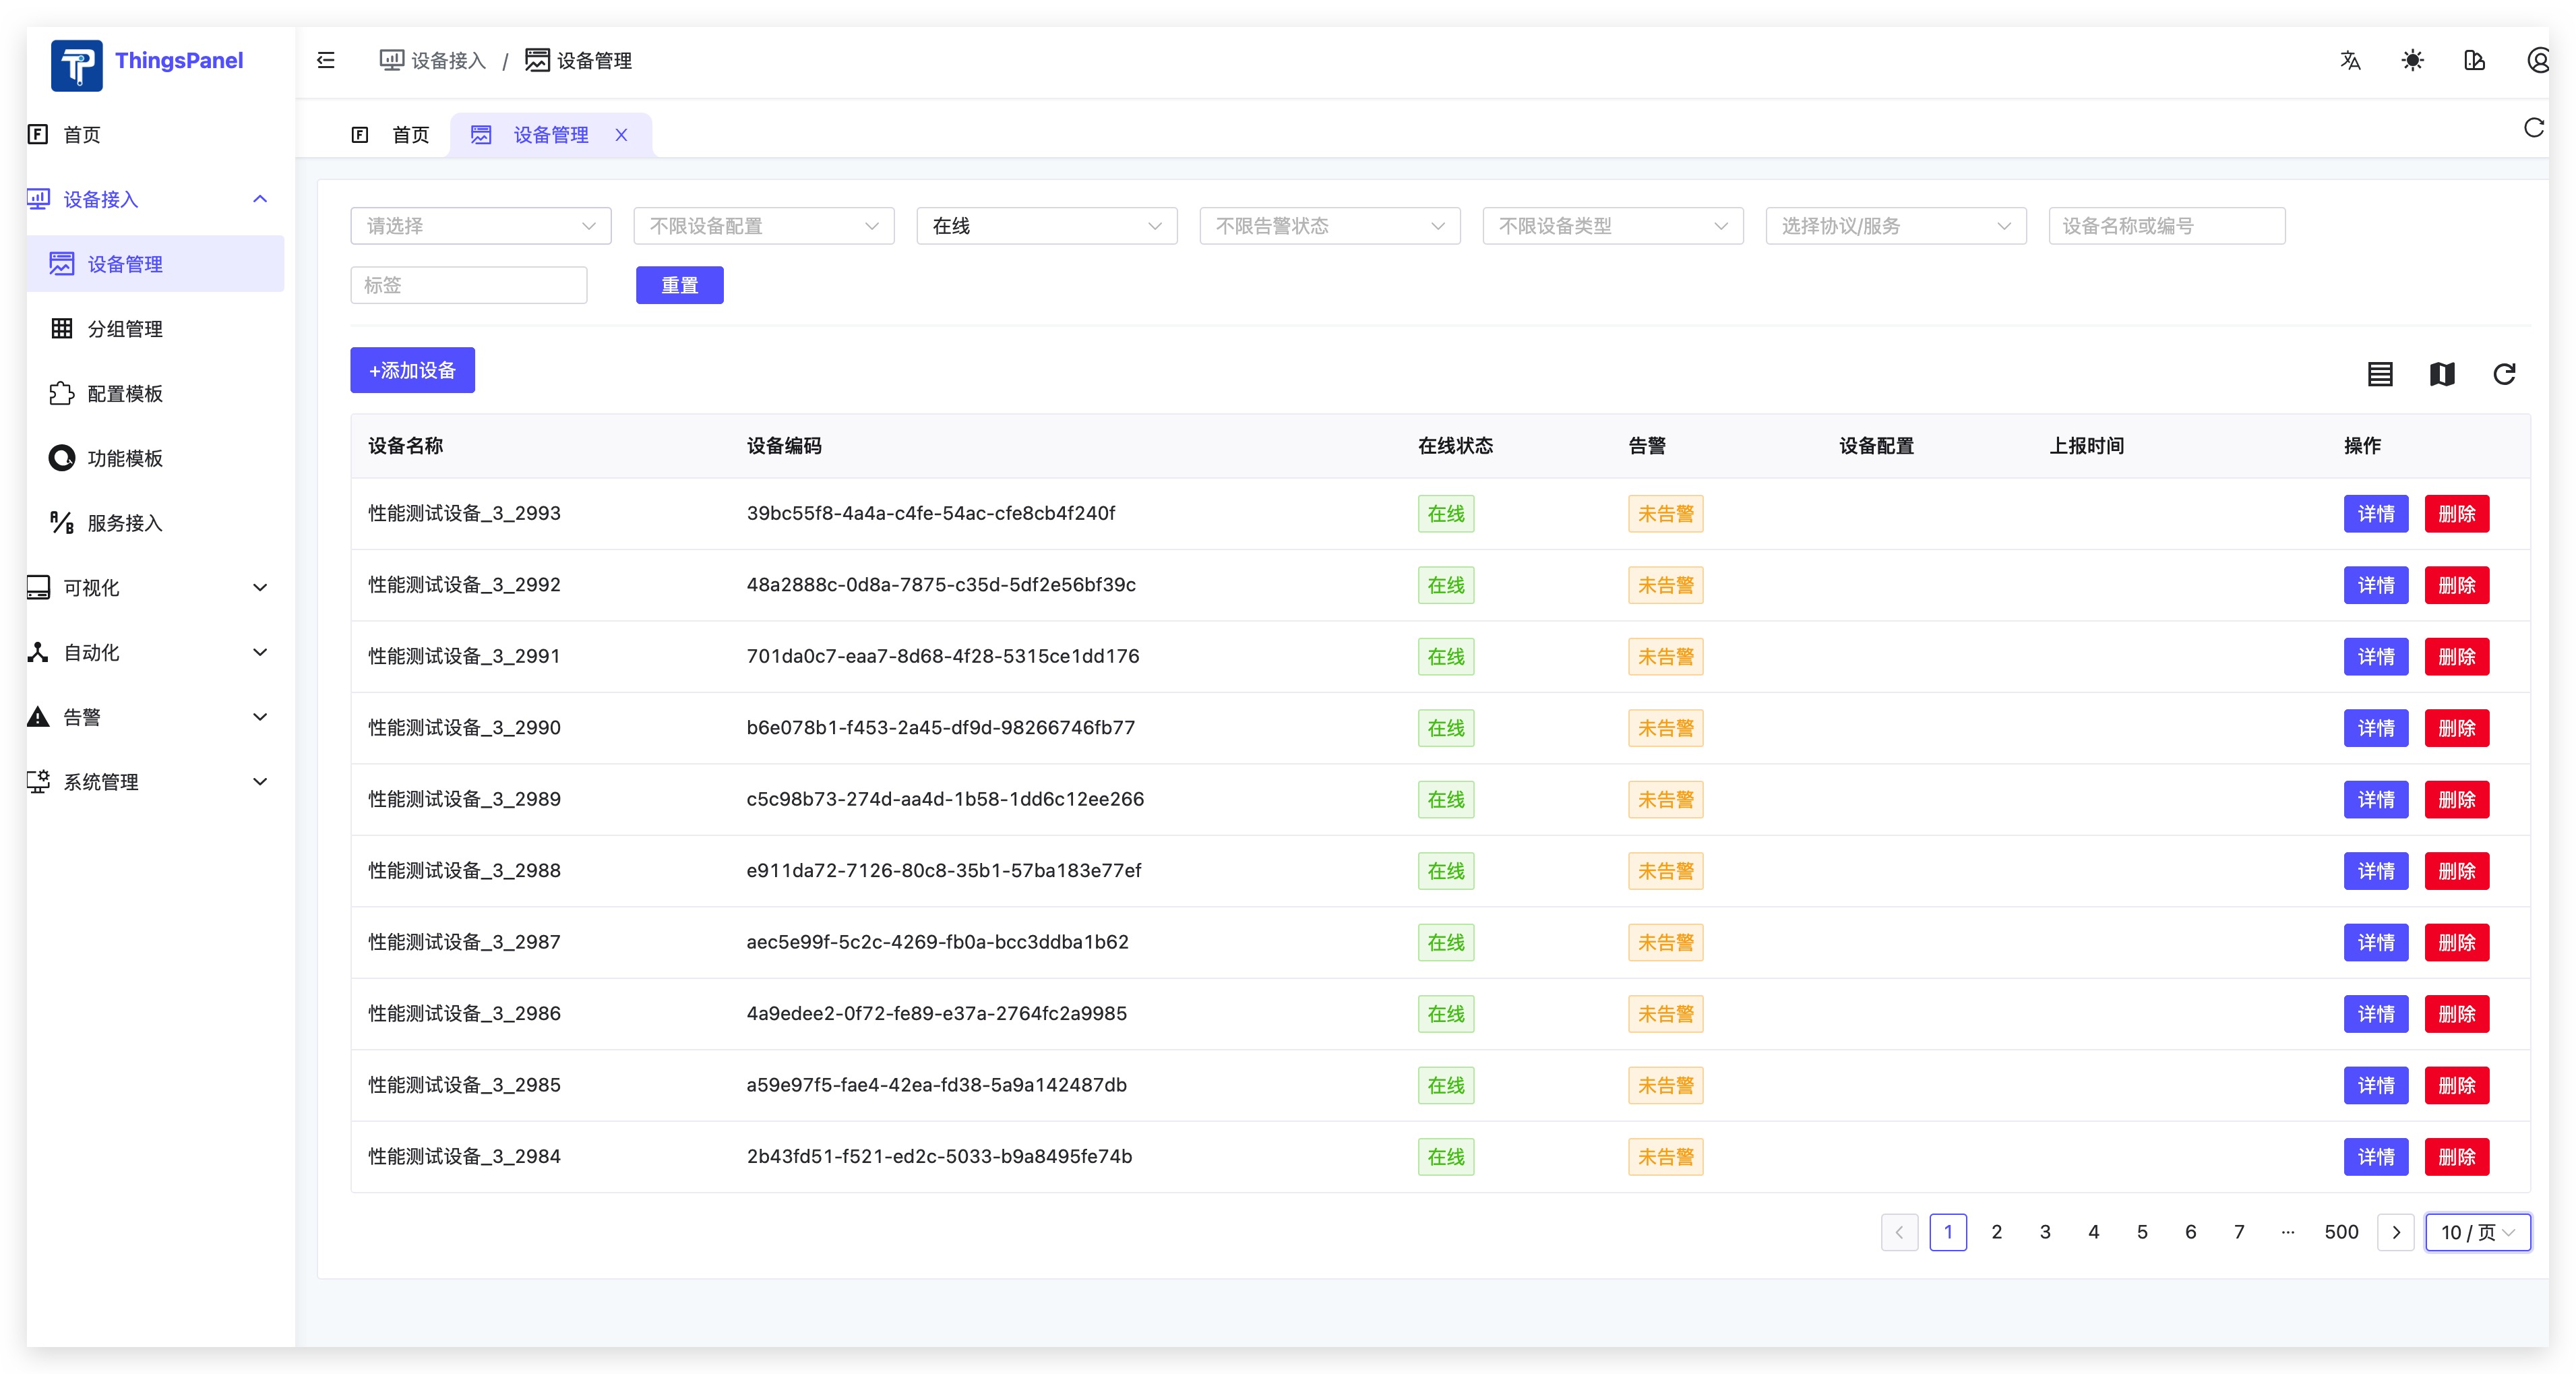 ThingsPanel
设备接入 / 设备管理
首页
设备接入
设备管理
分组管理
配置模板
功能模板
服务接入
可视化
自动化
告警
系统管理
首页 设备管理
请选择 不限设备配置 在线 不限告警状态 不限设备类型 选择协议/服务 设备名称或编号
标签 重置
+添加设备
设备名称 设备编码 在线状态 告警 设备配置 上报时间 操作
性能测试设备_3_2993 39bc55f8-4a4a-c4fe-54ac-cfe8cb4f240f 在线 未告警 详情 删除
性能测试设备_3_2992 48a2888c-0d8a-7875-c35d-5df2e56bf39c 在线 未告警 详情 删除
性能测试设备_3_2991 701da0c7-eaa7-8d68-4f28-5315ce1dd176 在线 未告警 详情 删除
性能测试设备_3_2990 b6e078b1-f453-2a45-df9d-98266746fb77 在线 未告警 详情 删除
性能测试设备_3_2989 c5c98b73-274d-aa4d-1b58-1dd6c12ee266 在线 未告警 详情 删除
性能测试设备_3_2988 e911da72-7126-80c8-35b1-57ba183e77ef 在线 未告警 详情 删除
性能测试设备_3_2987 aec5e99f-5c2c-4269-fb0a-bcc3ddba1b62 在线 未告警 详情 删除
性能测试设备_3_2986 4a9edee2-0f72-fe89-e37a-2764fc2a9985 在线 未告警 详情 删除
性能测试设备_3_2985 a59e97f5-fae4-42ea-fd38-5a9a142487db 在线 未告警 详情 删除
性能测试设备_3_2984 2b43fd51-f521-ed2c-5033-b9a8495fe74b 在线 未告警 详情 删除
1 2 3 4 5 6 7 ··· 500 10 / 页